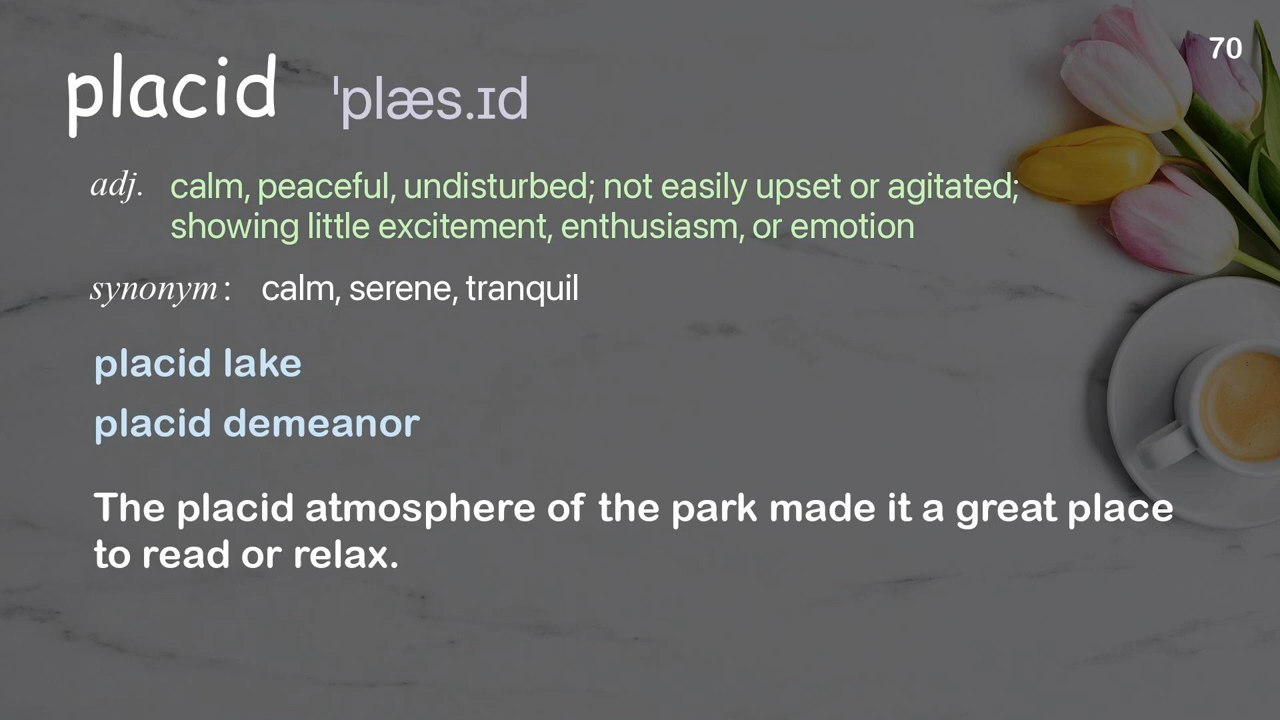 70
placid ˈplæs.ɪd
adj. calm, peaceful, undisturbed; not easily upset or agitated;
showing little excitement, enthusiasm, or emotion
synonym : calm, serene, tranquil
placid lake
placid demeanor
The placid atmosphere of the park made it a great place
to read or relax.